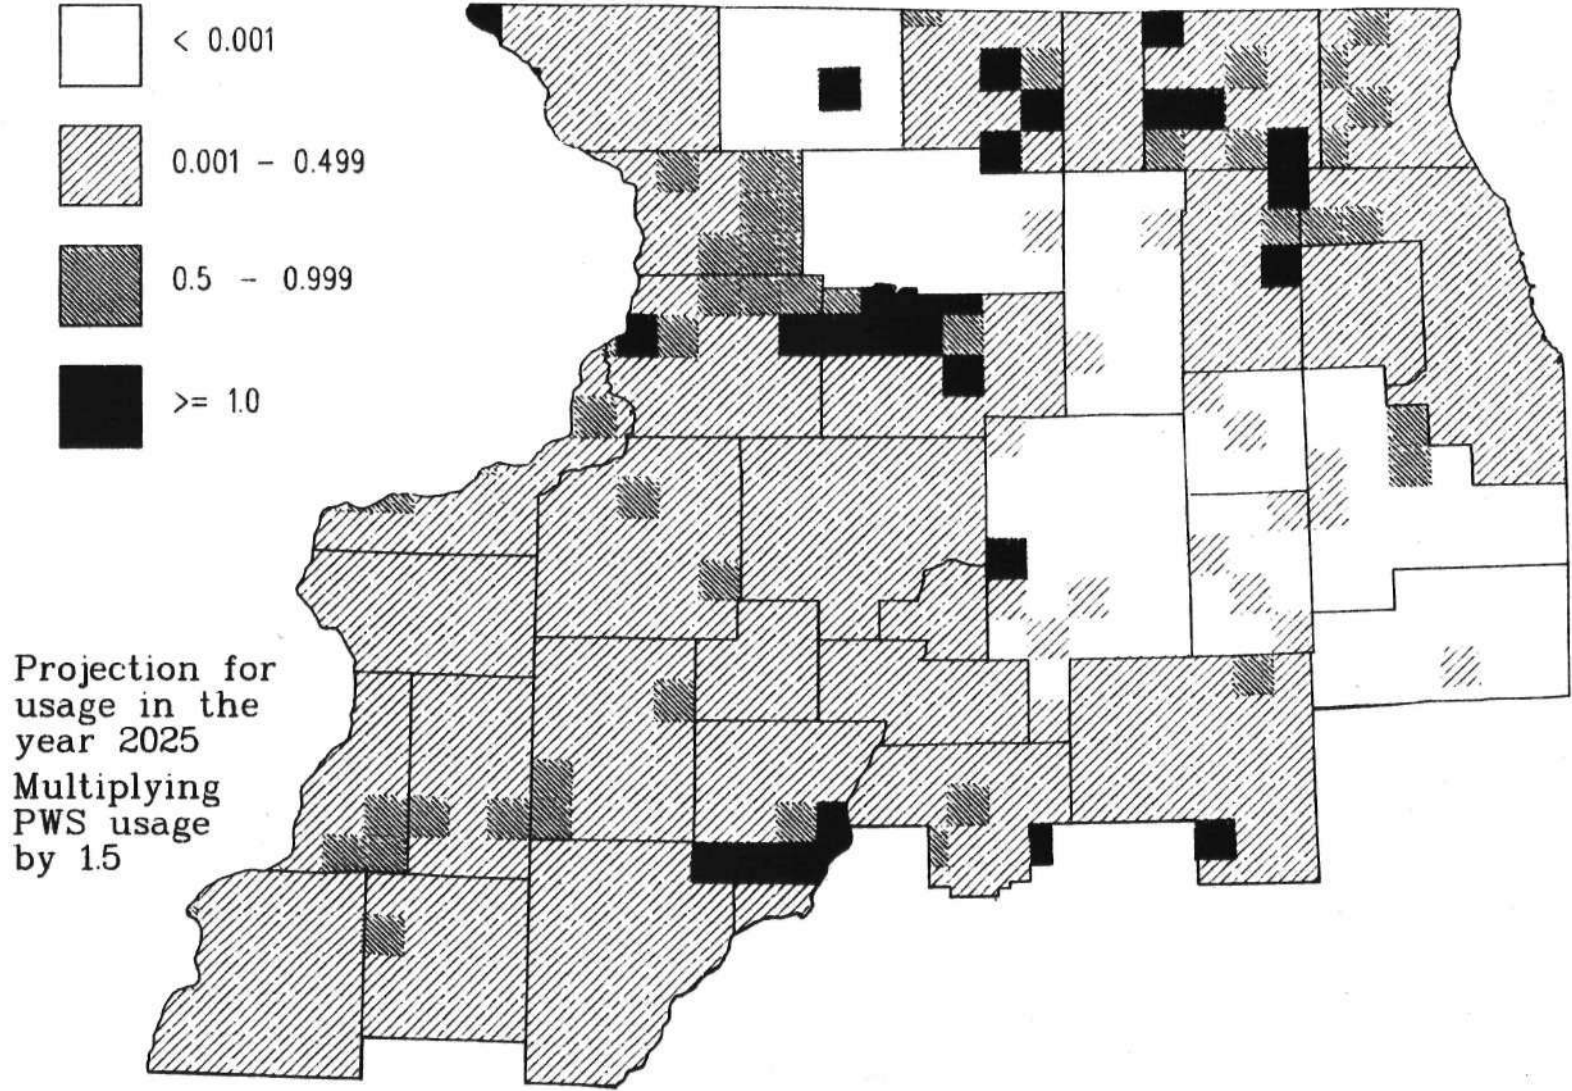 < 0.001
0.001 – 0.499
0.5 – 0.999
>= 1.0
Projection for
usage in the
year 2025
Multiplying
PWS usage
by 1.5